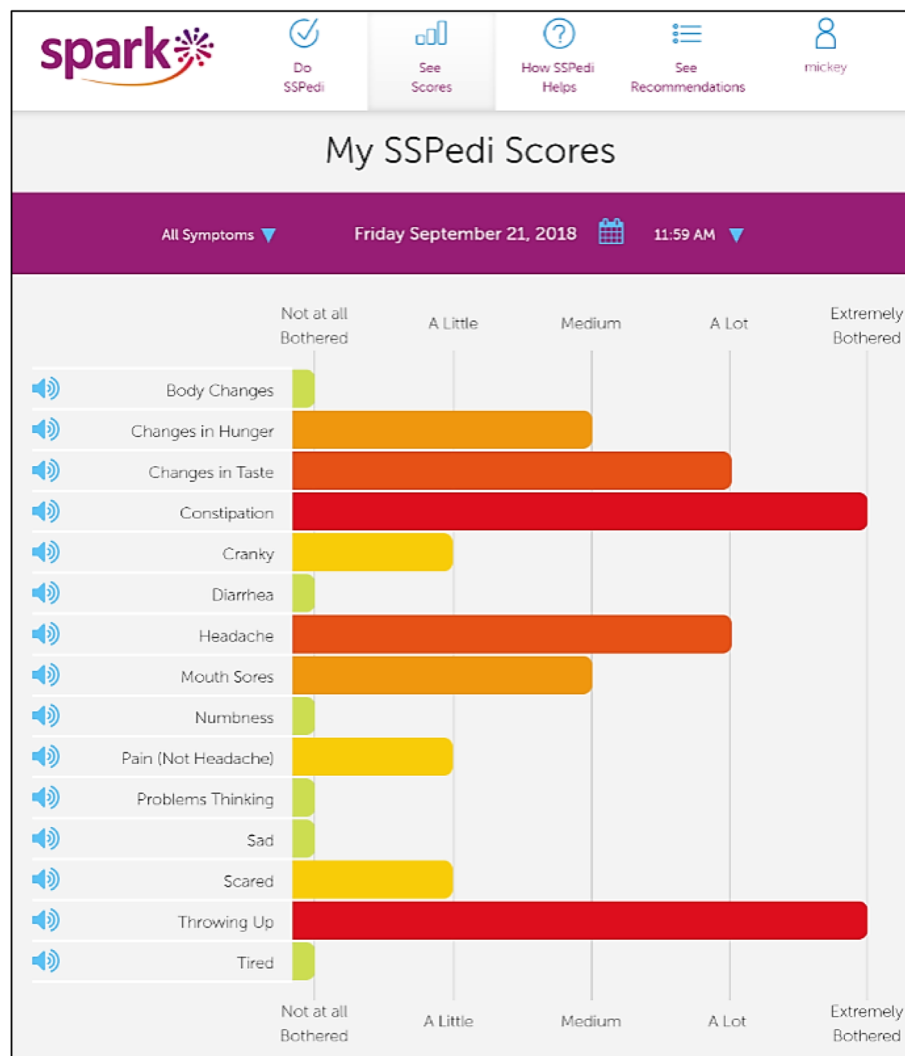 spark
Do
SSPedi
See
Scores
How SSPedi
Helps
See
Recommendations
mickey
My SSPedi Scores
All Symptoms
Friday September 21, 2018
11:59 AM
Not at all
Bothered
A Little
Medium
A Lot
Extremely
Bothered
Body Changes
Changes in Hunger
Changes in Taste
Constipation
Cranky
Diarrhea
Headache
Mouth Sores
Numbness
Pain (Not Headache)
Problems Thinking
Sad
Scared
Throwing Up
Tired
Not at all
Bothered
A Little
Medium
A Lot
Extremely
Bothered